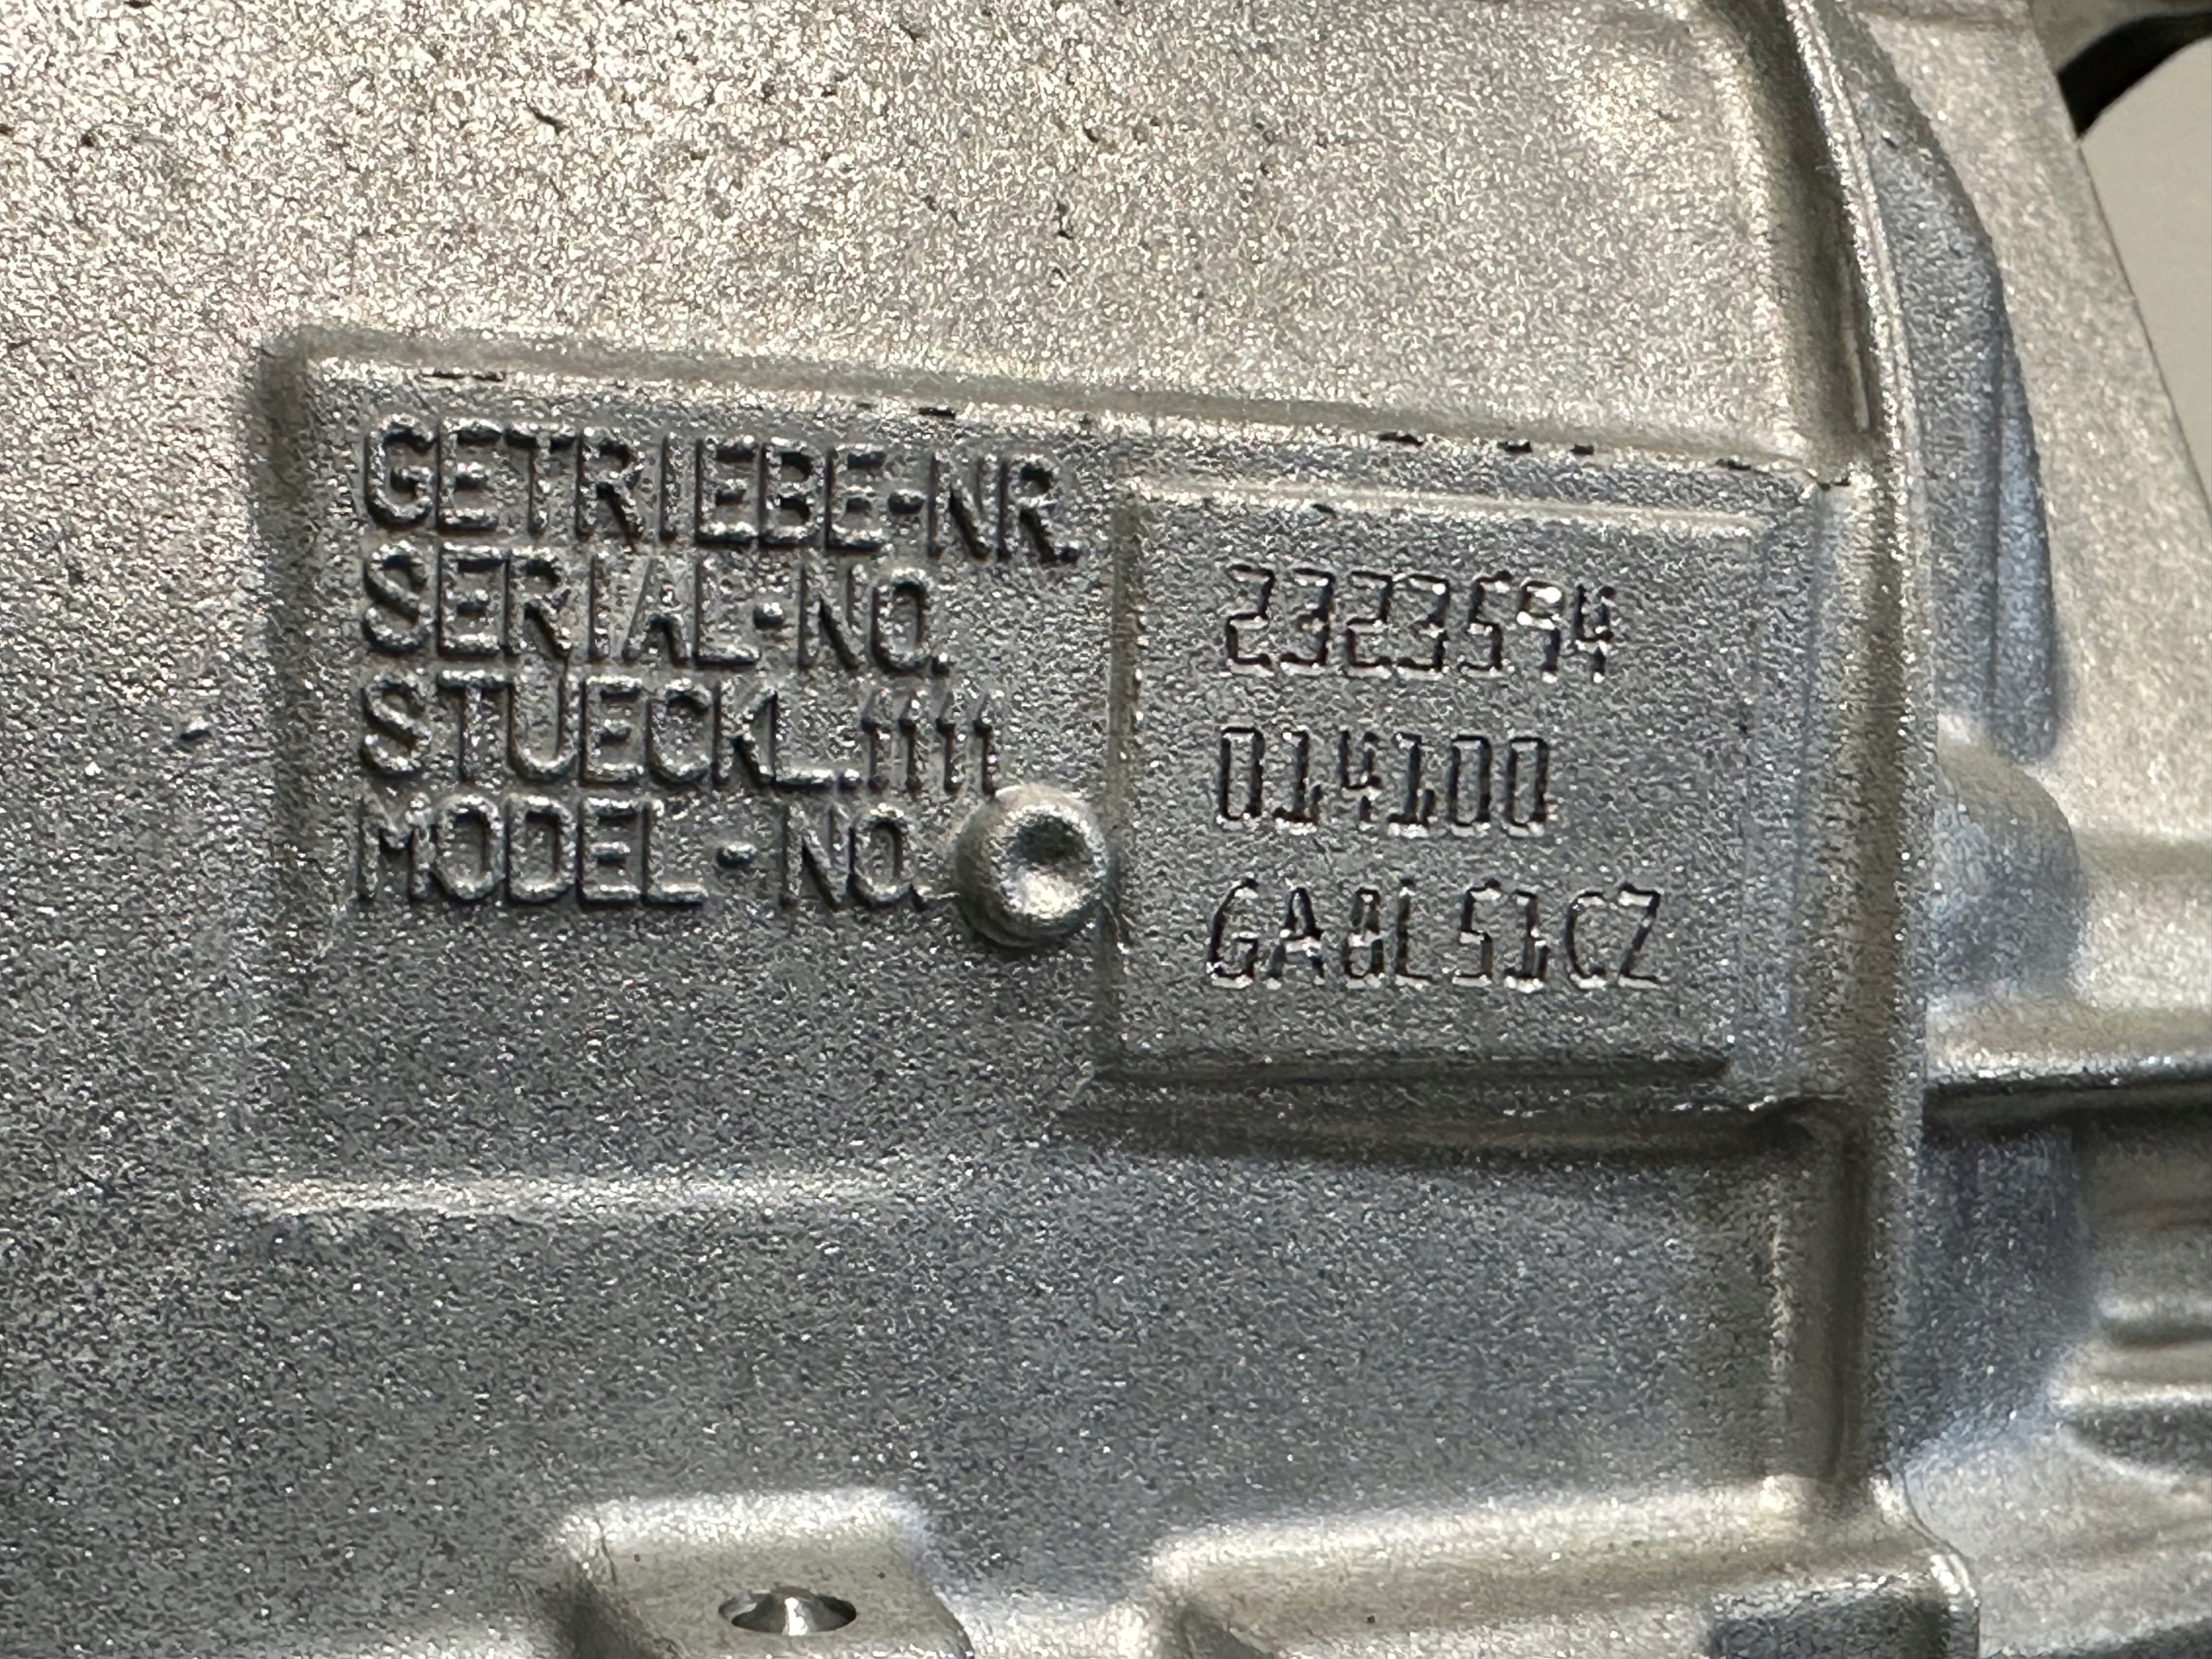 GETRIEBE-NR.
SERIAL-NO.
STUECKL.
MODEL-NO.
2323594
014100
GA8L51CZ